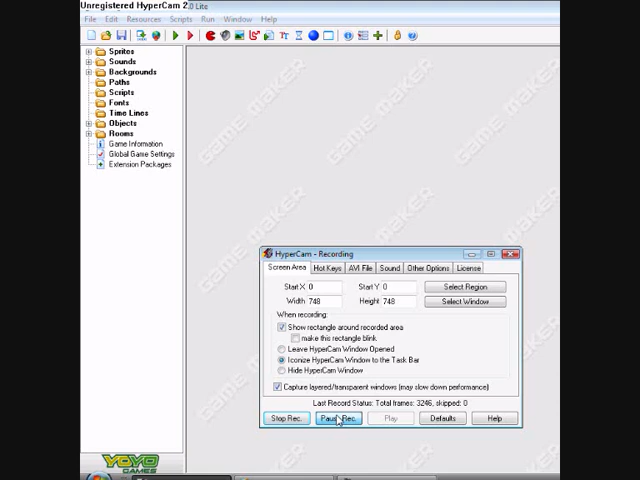 Unregistered HyperCam 2.0 Lite
File Edit Resources Scripts Run Window Help
Sprites
Sounds
Backgrounds
Paths
Scripts
Fonts
Time Lines
Objects
Rooms
Game Information
Global Game Settings
Extension Packages
GAME MAKER
HyperCam - Recording
Screen Area Hot Keys AVI File Sound Other Options License
Start X 0 Start Y 0 Select Region
Width 748 Height 748 Select Window
When recording:
Show rectangle around recorded area
make this rectangle blink.
Leave HyperCam Window Opened
Iconize HyperCam Window to the Task Bar
Hide HyperCam Window
Capture layered/transparent windows (may slow down performance)
Last Record Status: Total frames: 3246, skipped: 0
Stop Rec. Paus Rec. Play Defaults Help
YOYO
GAMES